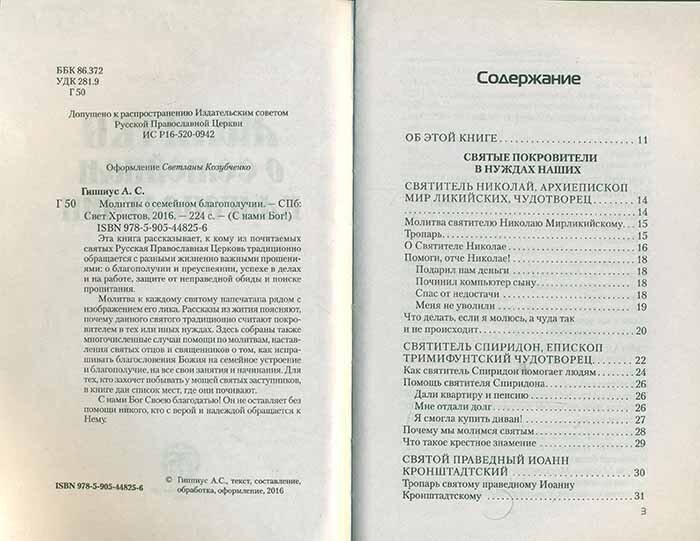 ББК 86.372
УДК 281.9
Г 50
Допущено к распространению Издательским советом
Русской Православной Церкви
ИС Р16-520-0942
Оформление Светланы Козубченко
Гиппиус А. С.
Г 50 Молитвы о семейном благополучии. — СПб:
Свет Христов, 2016. — 224 с. — (С нами Бог!)
ISBN 978-5-905-44825-6
Эта книга рассказывает, к кому из почитаемых
святых Русская Православная Церковь традиционно
обращается с разными жизненно важными прошени-
ями: о благополучии и преуспеянии, успехе в делах
и на работе, защите от неправедной обиды и поиске
пропитания.
Молитва к каждому святому напечатана рядом с
изображением его лика. Рассказы из жития поясняют,
почему данного святого традиционно считают покро-
вителем в тех или иных нуждах. Здесь собраны также
многочисленные случаи помощи по молитвам, настав-
ления святых отцов и священников о том, как испра-
шивать благословения Божия на семейное устроение
и благополучие, на все свои занятия и начинания. Для
тех, кто захочет побывать у мощей святых заступников,
в книге дан список мест, где они почивают.
С нами Бог Своею благодатью! Он не оставляет без
помощи никого, кто с верой и надеждой обращается к
Нему.
ISBN 978-5-905-44825-6
© Гиппиус А.С., текст, составление,
обработка, оформление, 2016
Содержание
ОБ ЭТОЙ КНИГЕ 11
СВЯТЫЕ ПОКРОВИТЕЛИ
В НУЖДАХ НАШИХ
СВЯТИТЕЛЬ НИКОЛАЙ, АРХИЕПИСКОП
МИР ЛИКИЙСКИХ, ЧУДОТВОРЕЦ 14
14
Молитва святителю Николаю Мирликийскому 15
Тропарь 15
О Святителе Николае 16
Помоги, отче Николае! 18
Подарил нам деньги 18
Починил компьютер сыну 18
Спас от недостачи 18
Меня не уволили 19
Что делать, если я молюсь, а чуда так
и не происходит 20
СВЯТИТЕЛЬ СПИРИДОН, ЕПИСКОП
ТРИМИФУНТСКИЙ ЧУДОТВОРЕЦ 22
Как святитель Спиридон помогает людям 24
Помощь святителя Спиридона 26
Дали квартиру и пенсию 26
Мне отдали долг 26
Я смогла купить диван! 27
Почему мы молимся святым 28
Что такое крестное знамение 29
СВЯТОЙ ПРАВЕДНЫЙ ИОАНН
КРОНШТАДТСКИЙ 30
Тропарь святому праведному Иоанну
Кронштадтскому 31
3